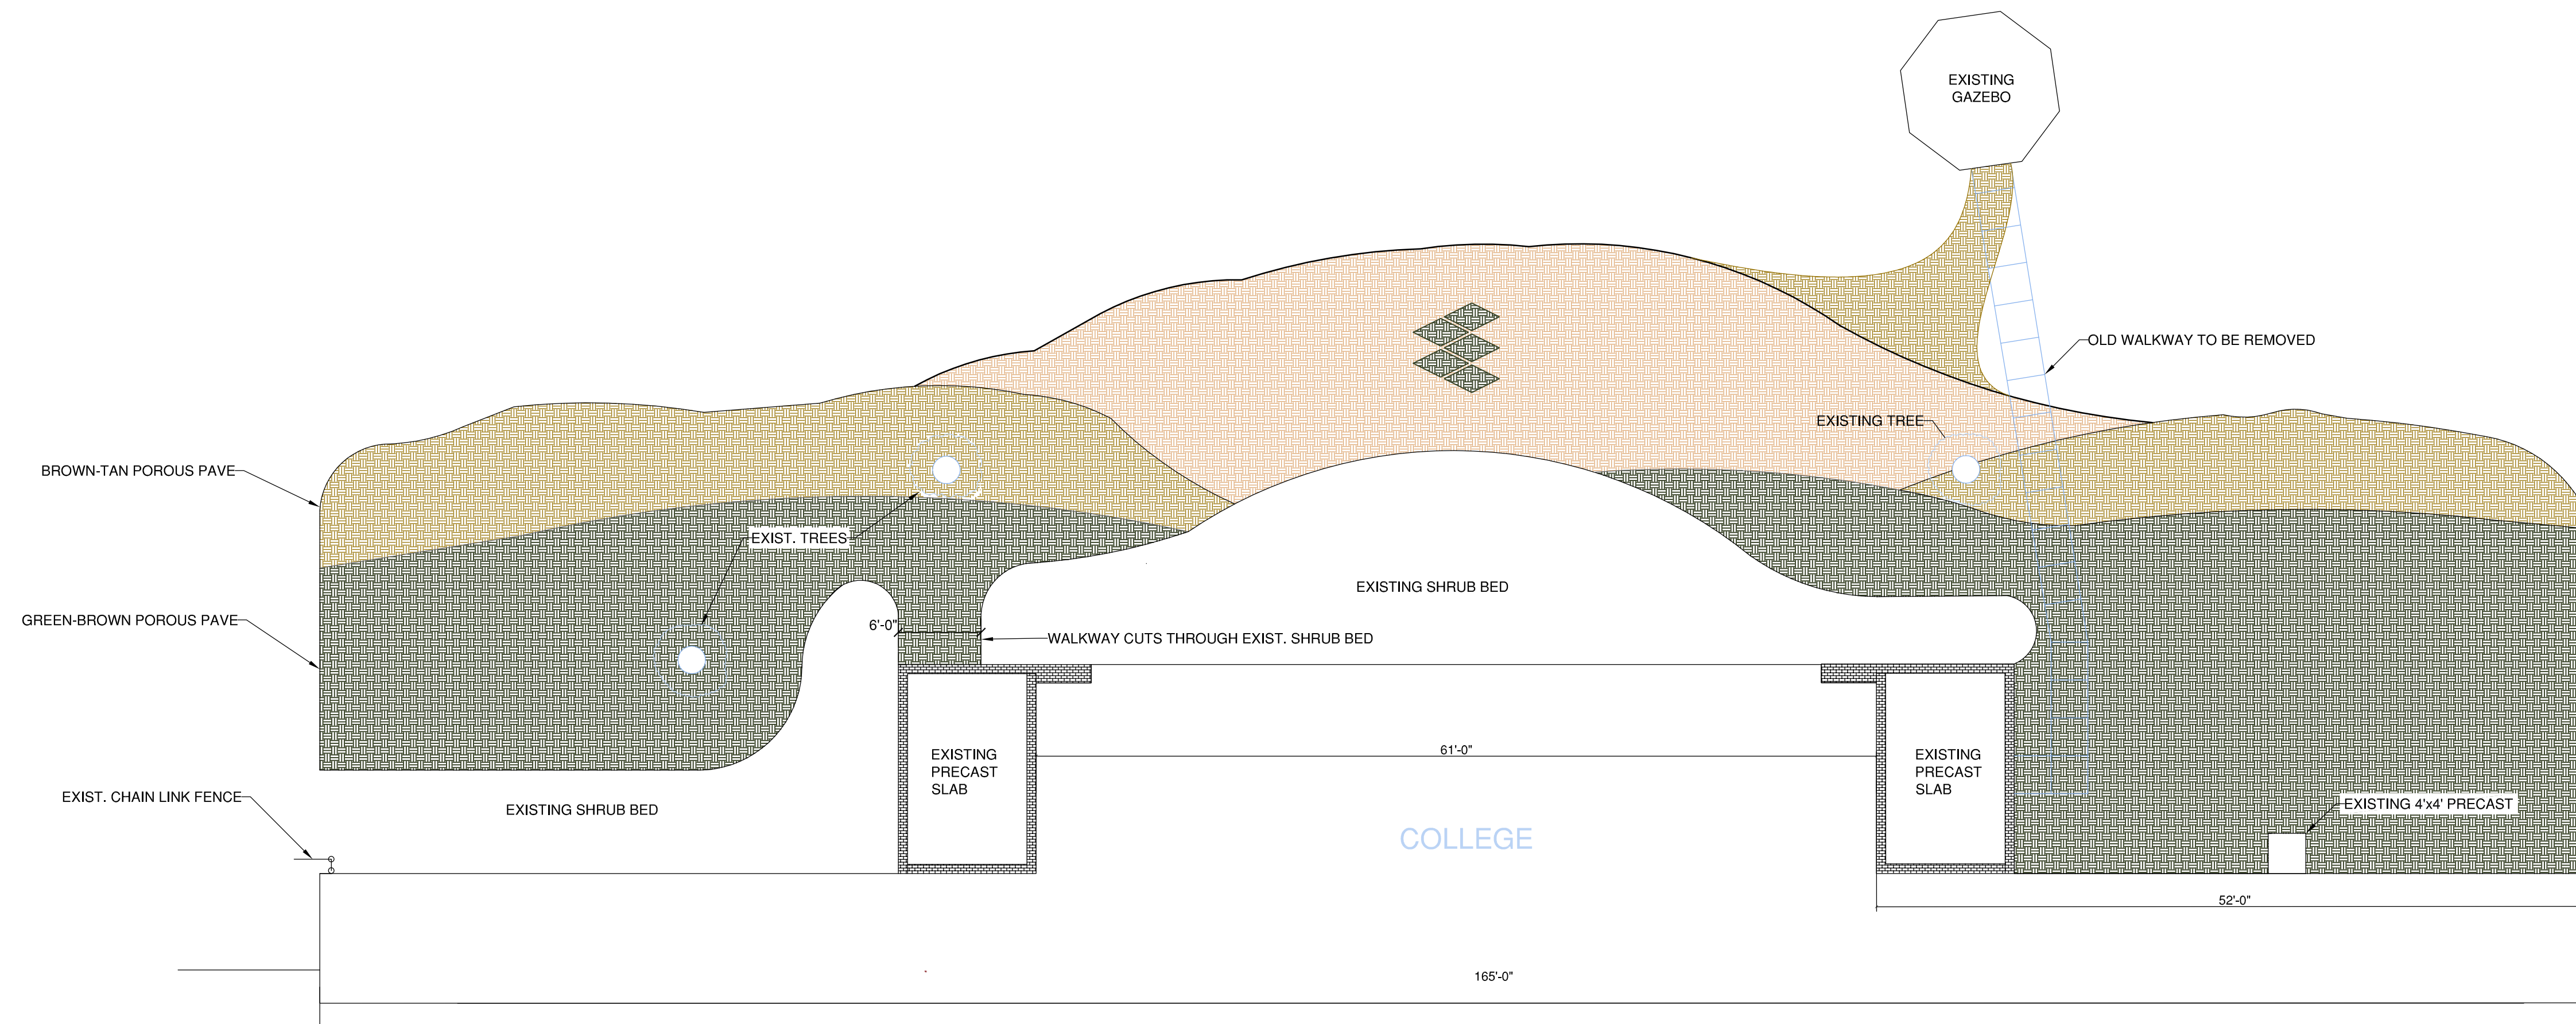 EXISTING
GAZEBO
OLD WALKWAY TO BE REMOVED
EXISTING TREE
BROWN-TAN POROUS PAVE
EXIST. TREES
EXISTING SHRUB BED
GREEN-BROWN POROUS PAVE
6'-0"
WALKWAY CUTS THROUGH EXIST. SHRUB BED
61'-0"
EXISTING
PRECAST
SLAB
EXISTING
PRECAST
SLAB
EXIST. CHAIN LINK FENCE
EXISTING SHRUB BED
EXISTING 4'x4' PRECAST
COLLEGE
52'-0"
165'-0"